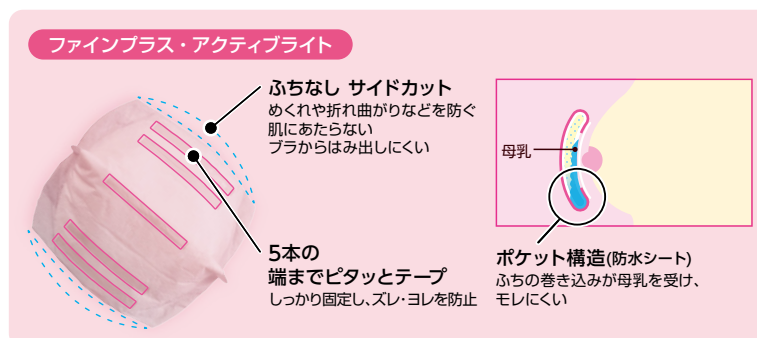 ファインプラス・アクティブライト
ふちなし サイドカット
めくれや折れ曲がりなどを防ぐ
肌にあたらない
ブラからはみ出しにくい
5本の
端までピタッとテープ
しっかり固定し、ズレ・ヨレを防止
母乳
ポケット構造(防水シート)
ふちの巻き込みが母乳を受け、
モレにくい